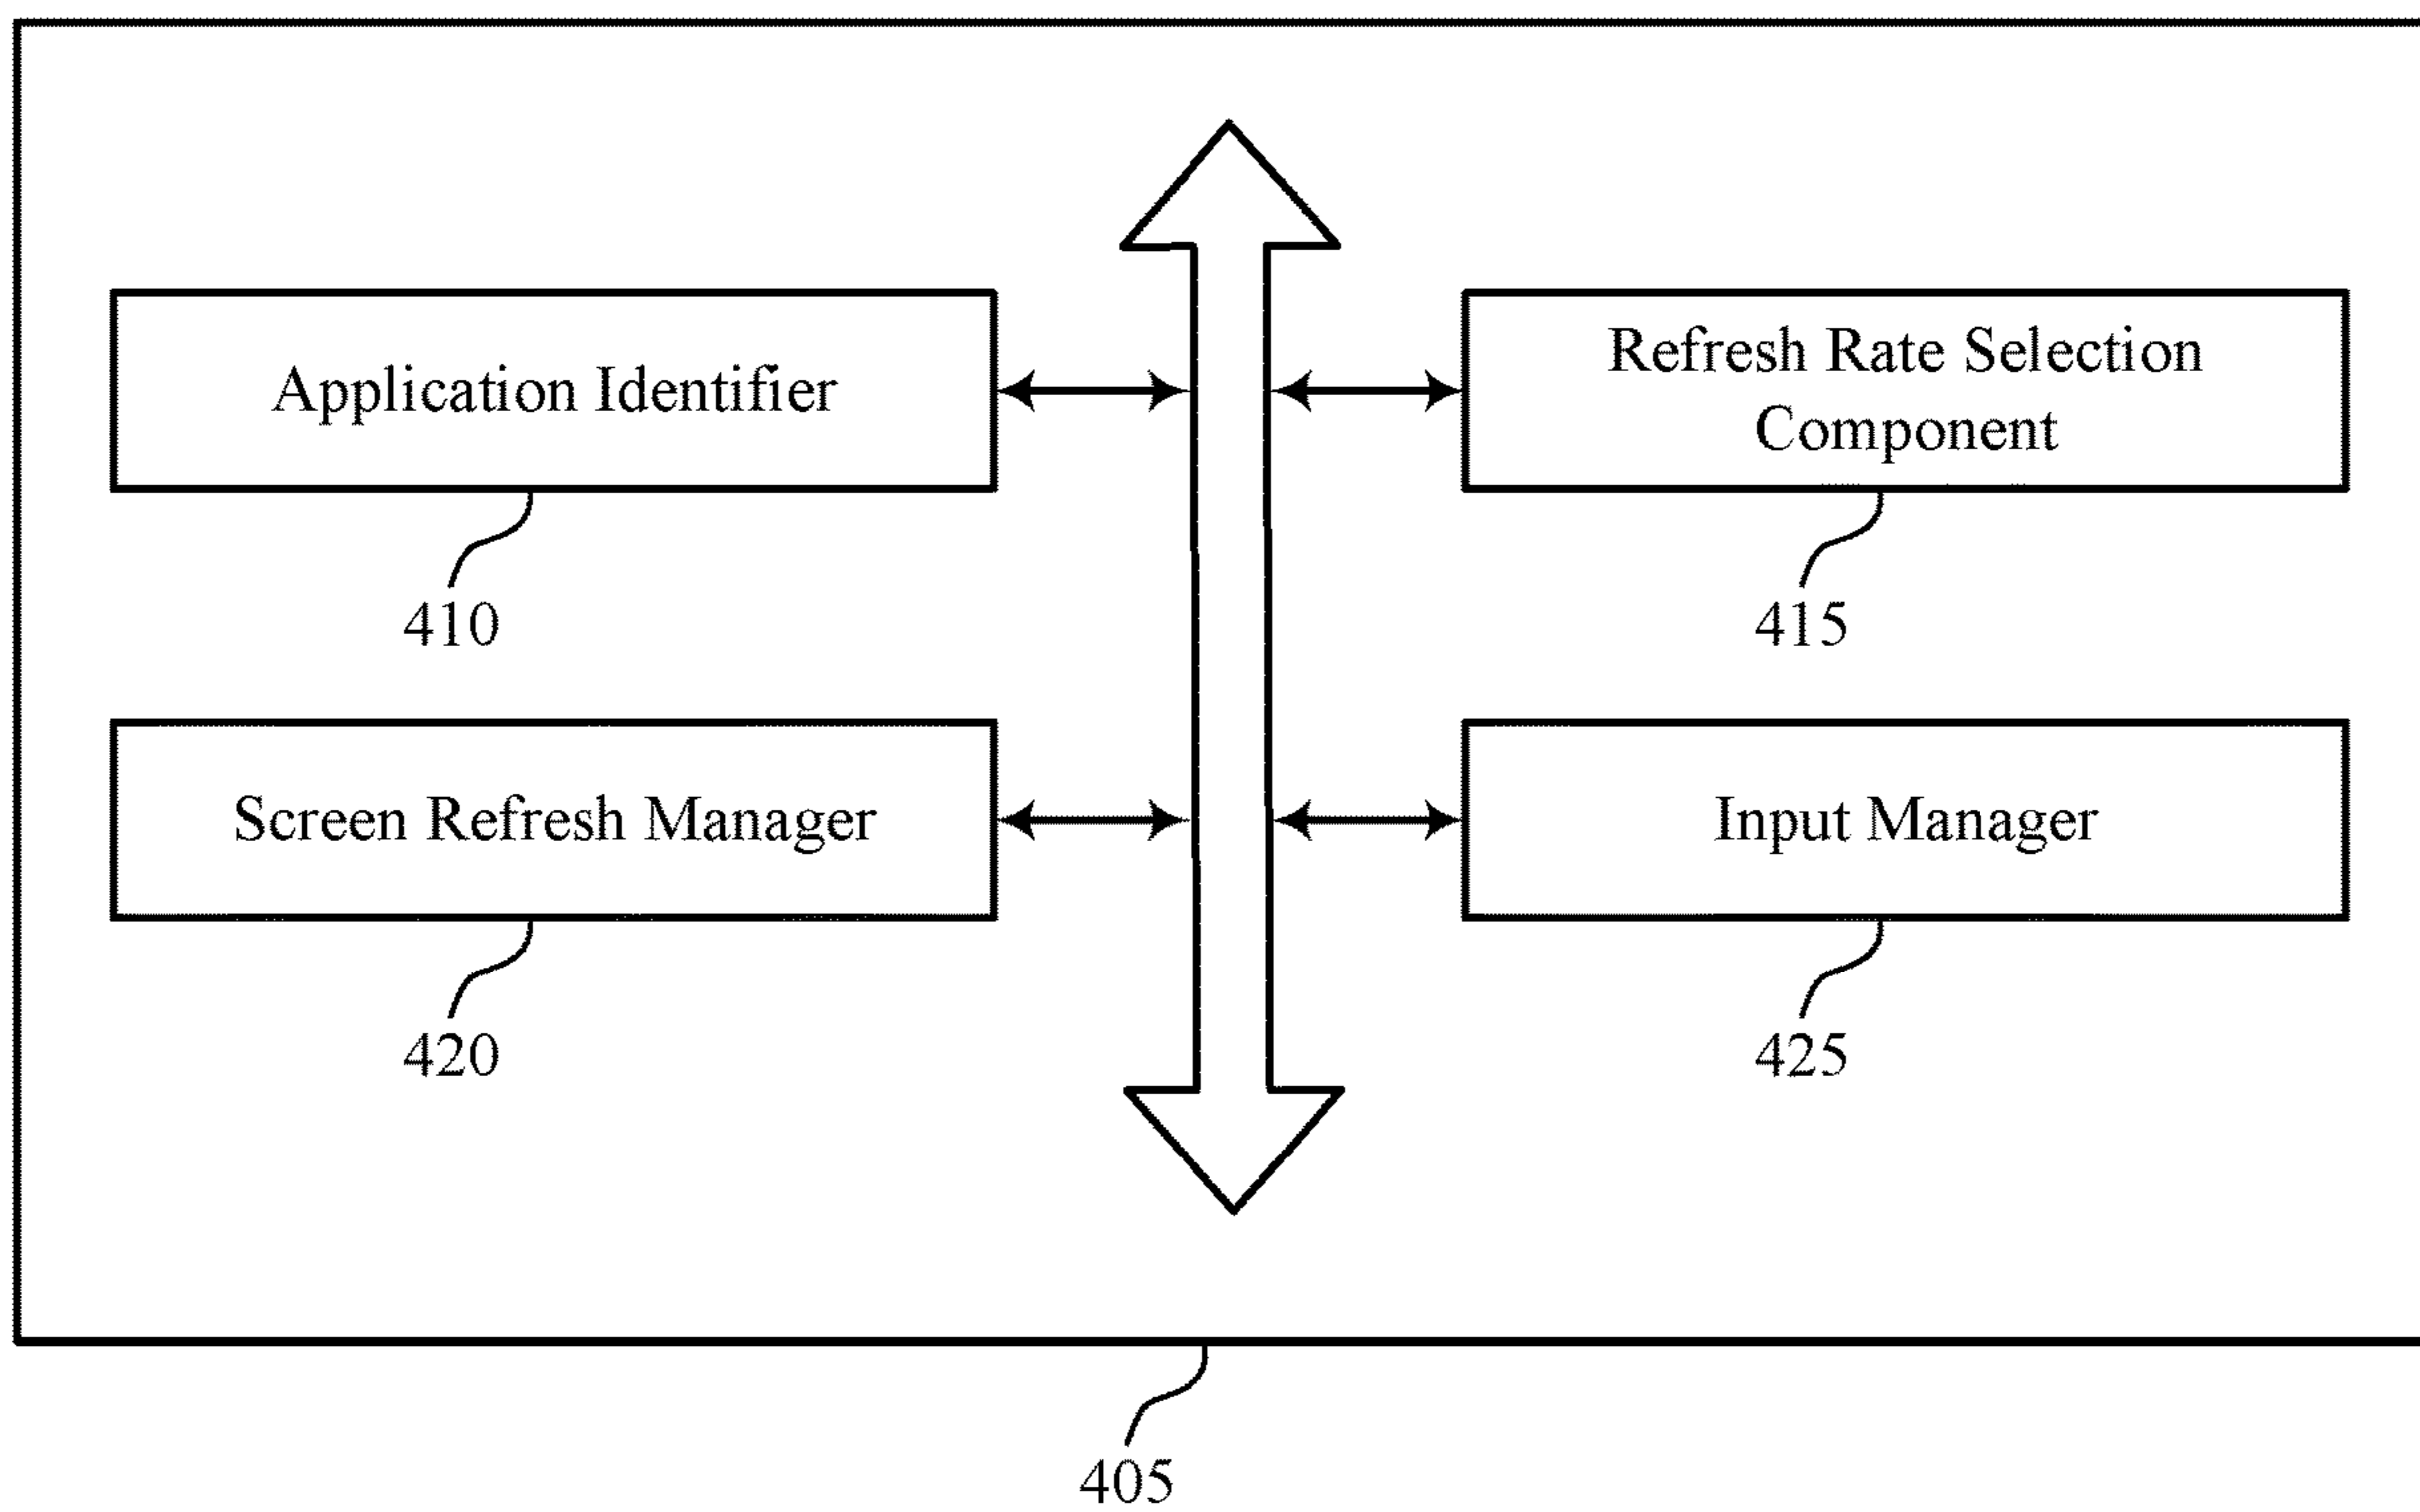 Application Identifier
410
Refresh Rate Selection
Component
415
Screen Refresh Manager
420
Input Manager
425
405